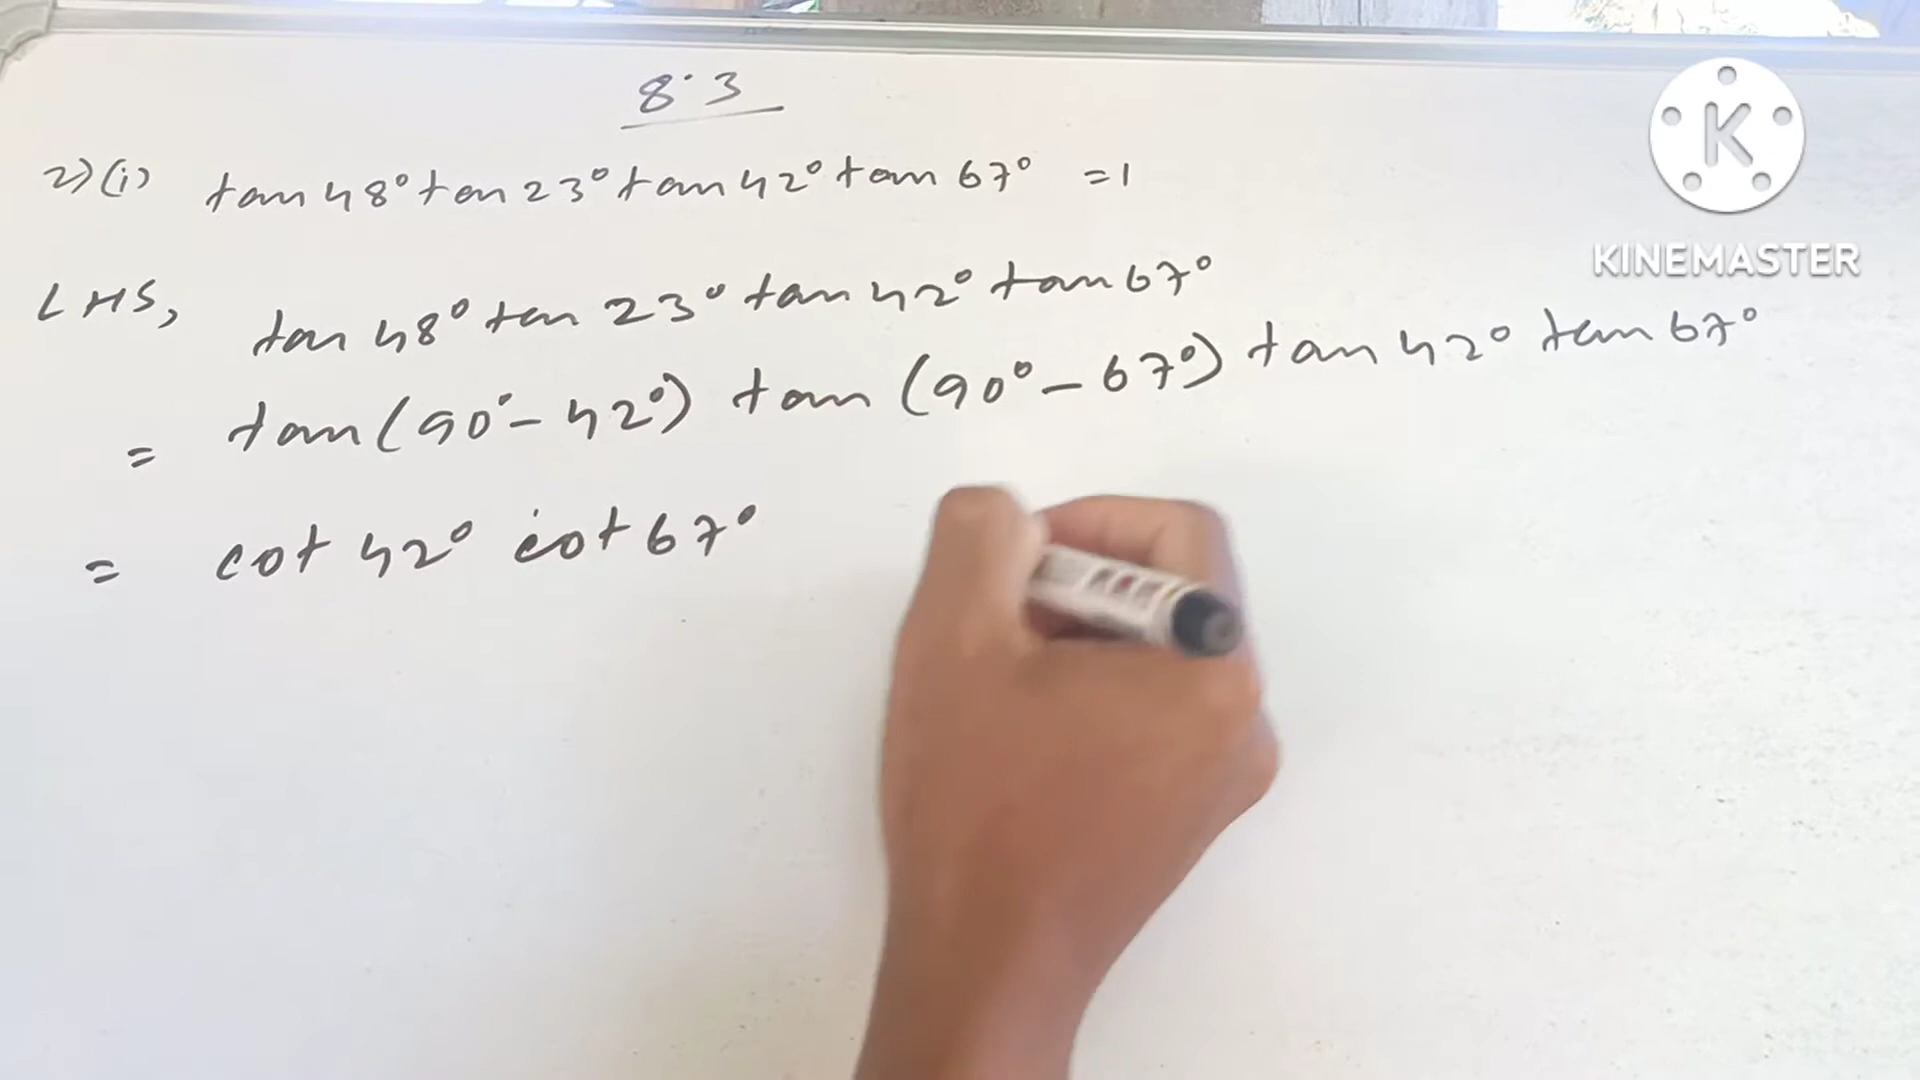 8.3
2)(i) tan 48° tan 23° tan 42° tan 67° = 1
LHS, tan 48° tan 23° tan 42° tan 67°
= tan (90° - 42°) tan (90° - 67°) tan 42° tan 67°
= cot 42° cot 67°
K
KINEMASTER